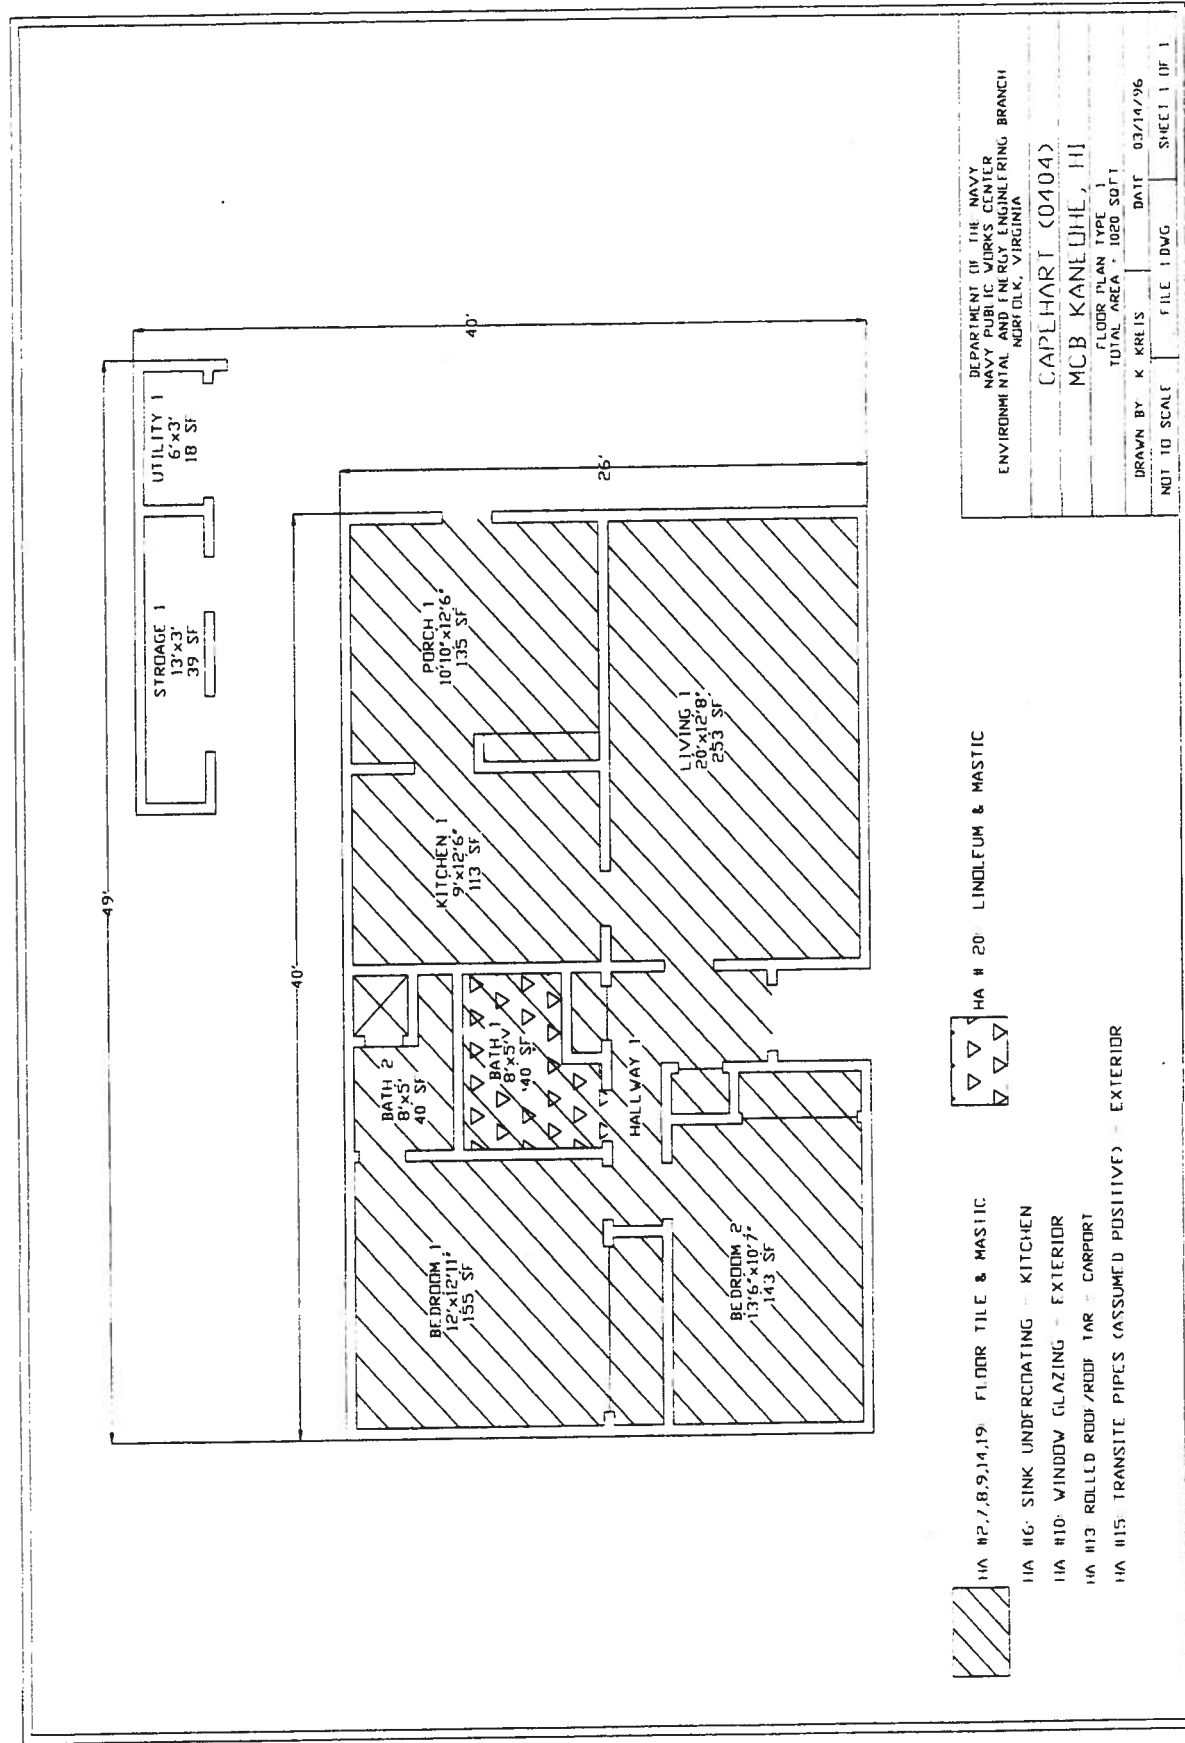 49'
STROAGE 1
13'x3'
39 SF
UTILITY 1
6'x3'
18 SF
40'
40'
26'
BATH 2
8'x5'
40 SF
KITCHEN 1
9'x12'6"
113 SF
PORCH 1
10'10"x12'6"
135 SF
BEDROOM 1
12'x12'11"
155 SF
BATH 1
8'x5'
40 SF
HALLWAY 1
LIVING 1
20'x12'8"
253 SF
BEDROOM 2
13'6"x10'7"
143 SF
HA #2,7,8,9,14,19 FLOOR TILE & MASTIC
HA # 20 LINOLEUM & MASTIC
HA #6 SINK UNDERCOATING - KITCHEN
HA #10 WINDOW GLAZING - EXTERIOR
HA #13 ROLLED ROOF/ROOF TAR - CARPORT
HA #15 TRANSITE PIPES (ASSUMED POSITIVE) - EXTERIOR
DEPARTMENT OF THE NAVY
NAVY PUBLIC WORKS CENTER
ENVIRONMENTAL AND ENERGY ENGINEERING BRANCH
NORFOLK, VIRGINIA
CAPEHART (0404)
MCB KANEOHE, HI
FLOOR PLAN TYPE 1
TOTAL AREA - 1020 SQFT
DRAWN BY K KREIS DATE 03/14/96
NOT TO SCALE FILE 1DWG SHEET 1 OF 1